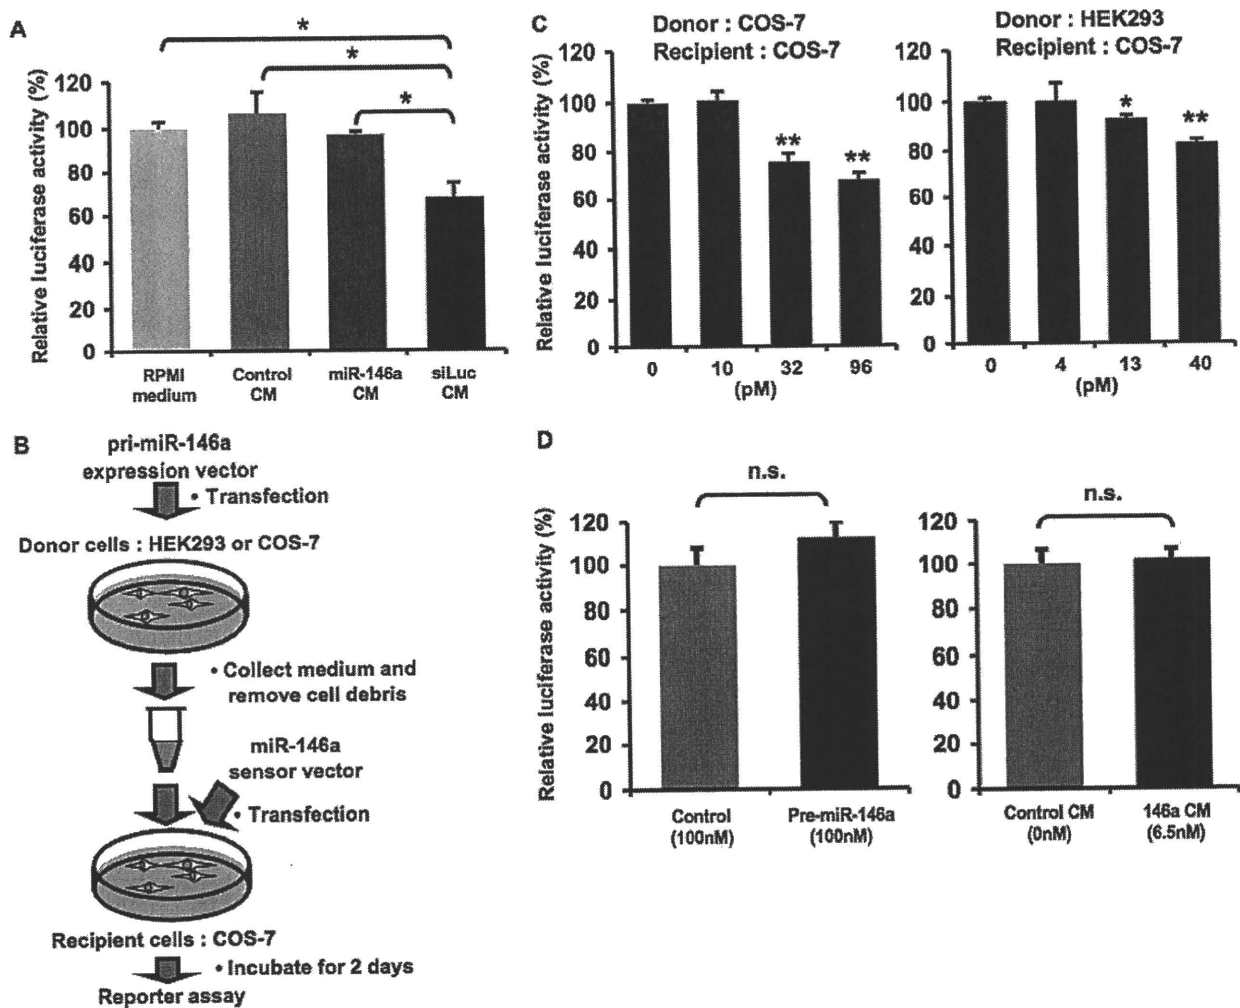 A
Relative luciferase activity (%)
120
100
80
60
40
20
0
*
*
*
RPMI
medium
Control
CM
miR-146a
CM
siLuc
CM
B
pri-miR-146a
expression vector
• Transfection
Donor cells : HEK293 or COS-7
• Collect medium and
remove cell debris
miR-146a
sensor vector
• Transfection
Recipient cells : COS-7
• Incubate for 2 days
Reporter assay
C
Donor : COS-7
Recipient : COS-7
Relative luciferase activity (%)
120
100
80
60
40
20
0
**
**
0
10
32
96
(pM)
Donor : HEK293
Recipient : COS-7
120
100
80
60
40
20
0
*
**
0
4
13
40
(pM)
D
Relative luciferase activity (%)
n.s.
120
100
80
60
40
20
0
Control
(100nM)
Pre-miR-146a
(100nM)
n.s.
120
100
80
60
40
20
0
Control CM
(0nM)
146a CM
(6.5nM)